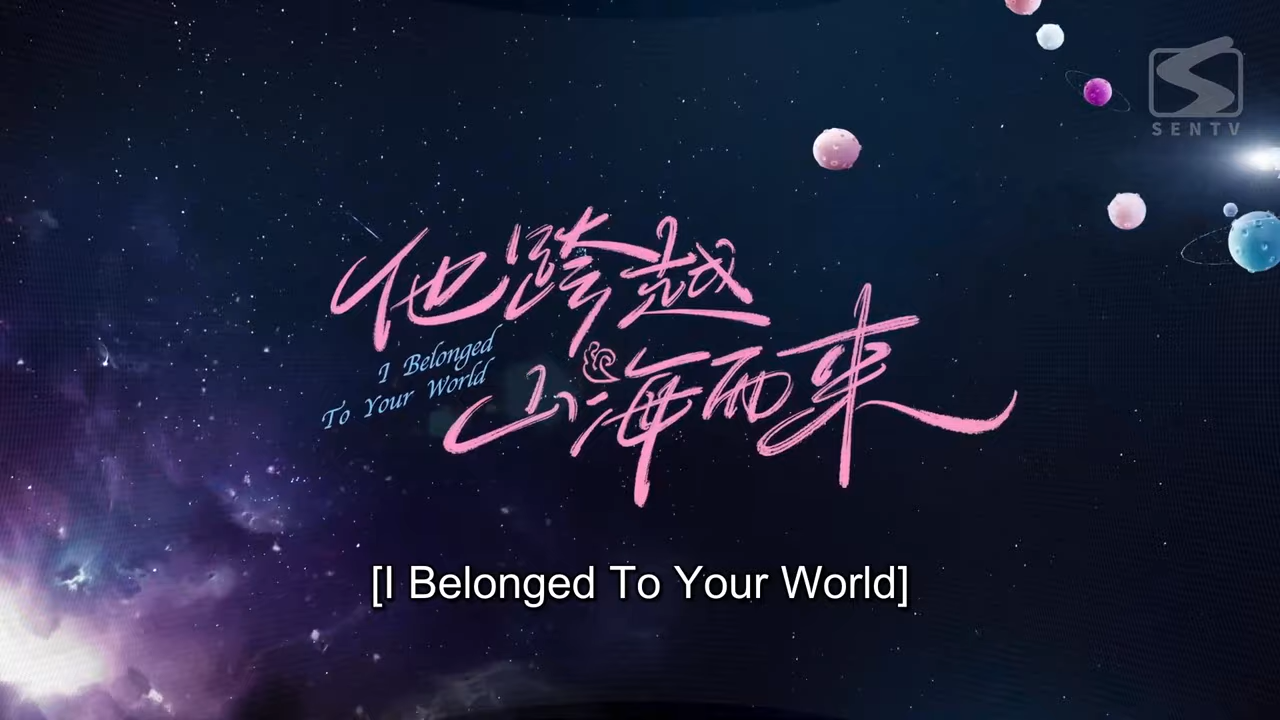 SENTV
他跨越
山海而来
I Belonged
To Your World
[I Belonged To Your World]